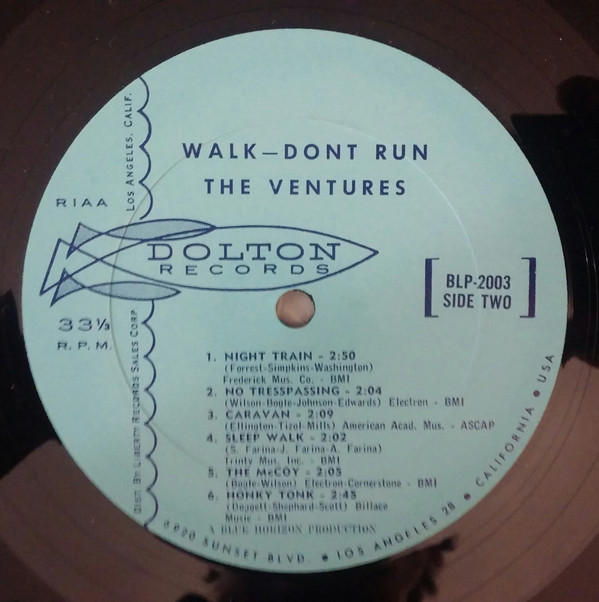 WALK—DONT RUN
THE VENTURES
LOS ANGELES, CALIF.
RIAA
DOLTON
RECORDS
33⅓
R.P.M.
BLP-2003
SIDE TWO
DIST. BY LIBERTY RECORDS SALES CORP
1. NIGHT TRAIN - 2:50
(Forrest-Simpkins-Washington)
Frederick Mus. Co. - BMI
2. NO TRESSPASSING - 2:04
(Wilson-Bogle-Johnson-Edwards) Electron - BMI
3. CARAVAN - 2:09
(Ellington-Tizol-Mills) American Acad. Mus. - ASCAP
4. SLEEP WALK - 2:02
(S. Farina-J. Farina-A. Farina)
Trinty Mus. Inc. - BMI
5. THE McCOY - 2:05
(Bogle-Wilson) Electron-Cornerstone - BMI
6. HONKY TONK - 2:45
(Doggett-Shephard-Scott) Billace
Music - BMI
A BLUE HORIZON PRODUCTION
6920 SUNSET BLVD. • LOS ANGELES 28 • CALIFORNIA • USA